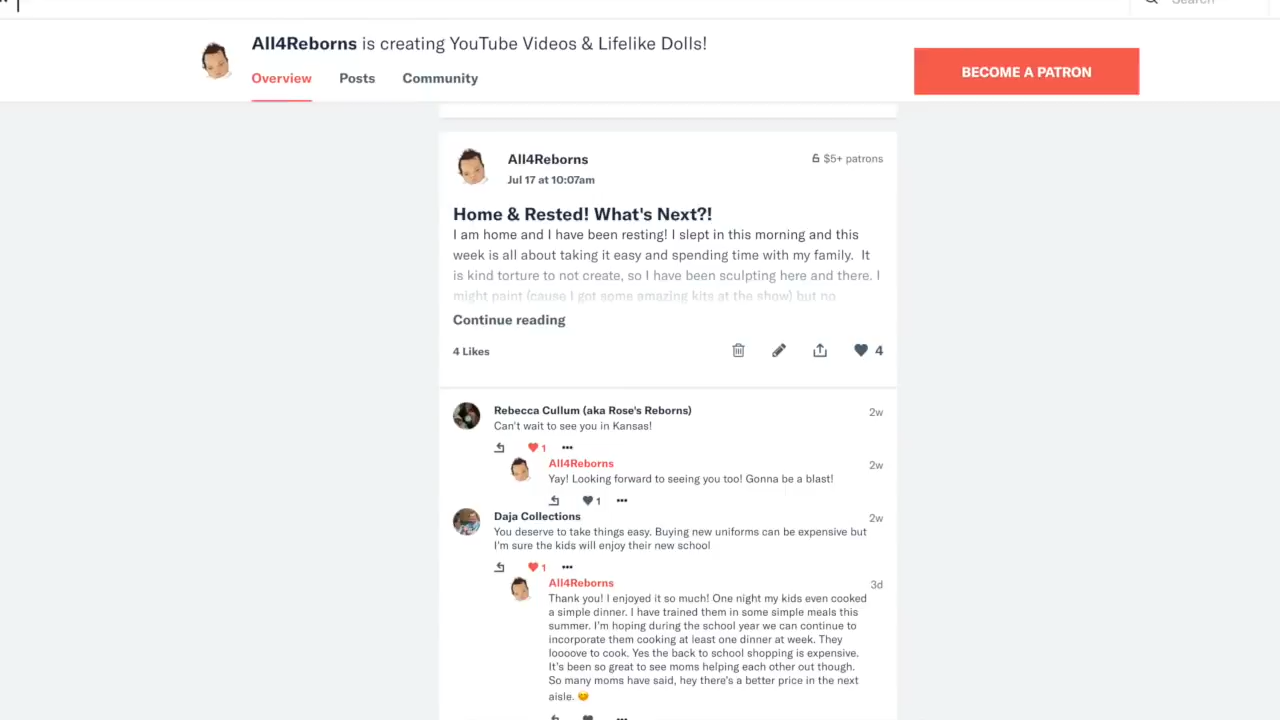 Search
All4Reborns is creating YouTube Videos & Lifelike Dolls!
Overview Posts Community
BECOME A PATRON
All4Reborns
$5+ patrons
Jul 17 at 10:07am
Home & Rested! What's Next?!
I am home and I have been resting! I slept in this morning and this
week is all about taking it easy and spending time with my family. It
is kind torture to not create, so I have been sculpting here and there. I
might paint (cause I got some amazing kits at the show) but no
Continue reading
4 Likes
4
Rebecca Cullum (aka Rose's Reborns)
2w
Can't wait to see you in Kansas!
1
All4Reborns
2w
Yay! Looking forward to seeing you too! Gonna be a blast!
1
Daja Collections
2w
You deserve to take things easy. Buying new uniforms can be expensive but
I'm sure the kids will enjoy their new school
1
All4Reborns
3d
Thank you! I enjoyed it so much! One night my kids even cooked
a simple dinner. I have trained them in some simple meals this
summer. I'm hoping during the school year we can continue to
incorporate them cooking at least one dinner at week. They
loooove to cook. Yes the back to school shopping is expensive.
It's been so great to see moms helping each other out though.
So many moms have said, hey there's a better price in the next
aisle. 😊